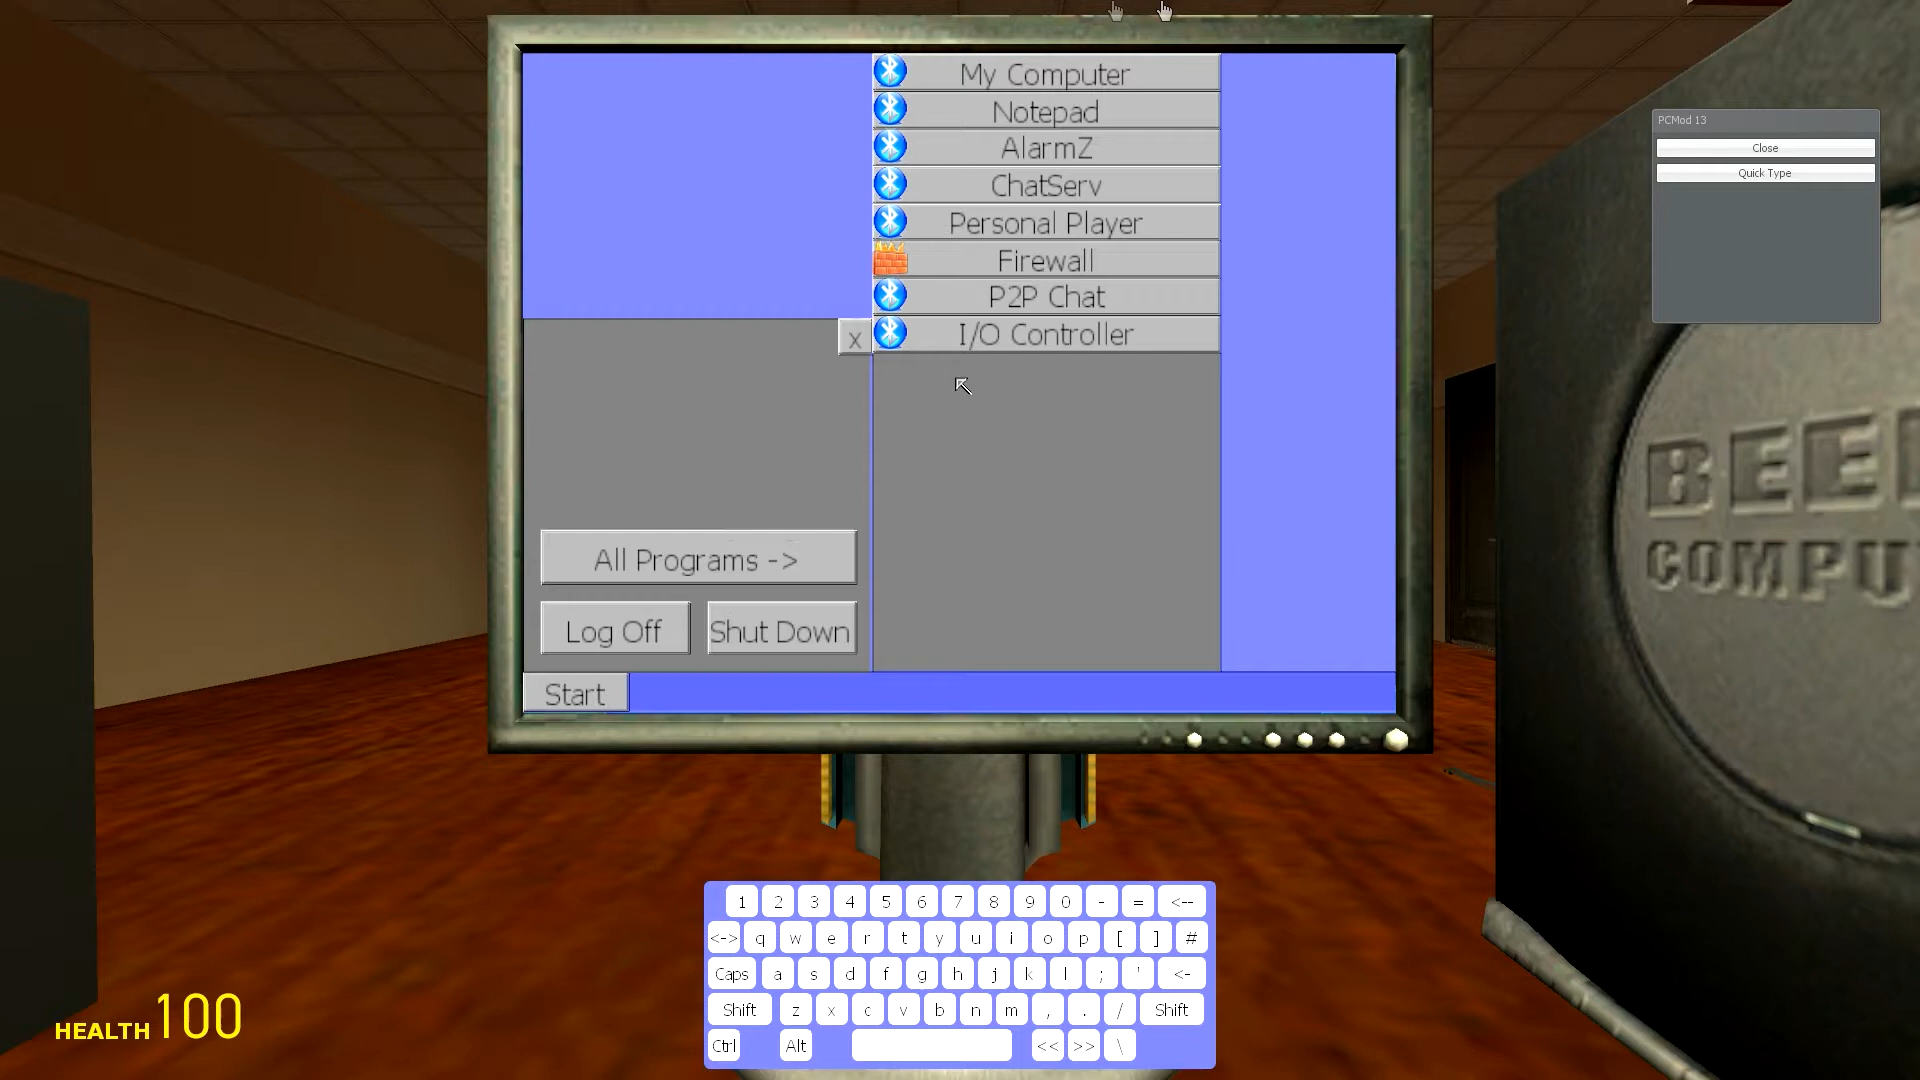 My Computer
Notepad
AlarmZ
ChatServ
Personal Player
Firewall
P2P Chat
I/O Controller
x
All Programs ->
Log Off
Shut Down
Start
PCMod 13
Close
Quick Type
COMPU
HEALTH 100
1 2 3 4 5 6 7 8 9 0 - = <--
<-> q w e r t y u i o p [ ] #
Caps a s d f g h j k l ; ' <-
Shift z x c v b n m , . / Shift
Ctrl Alt << >> \